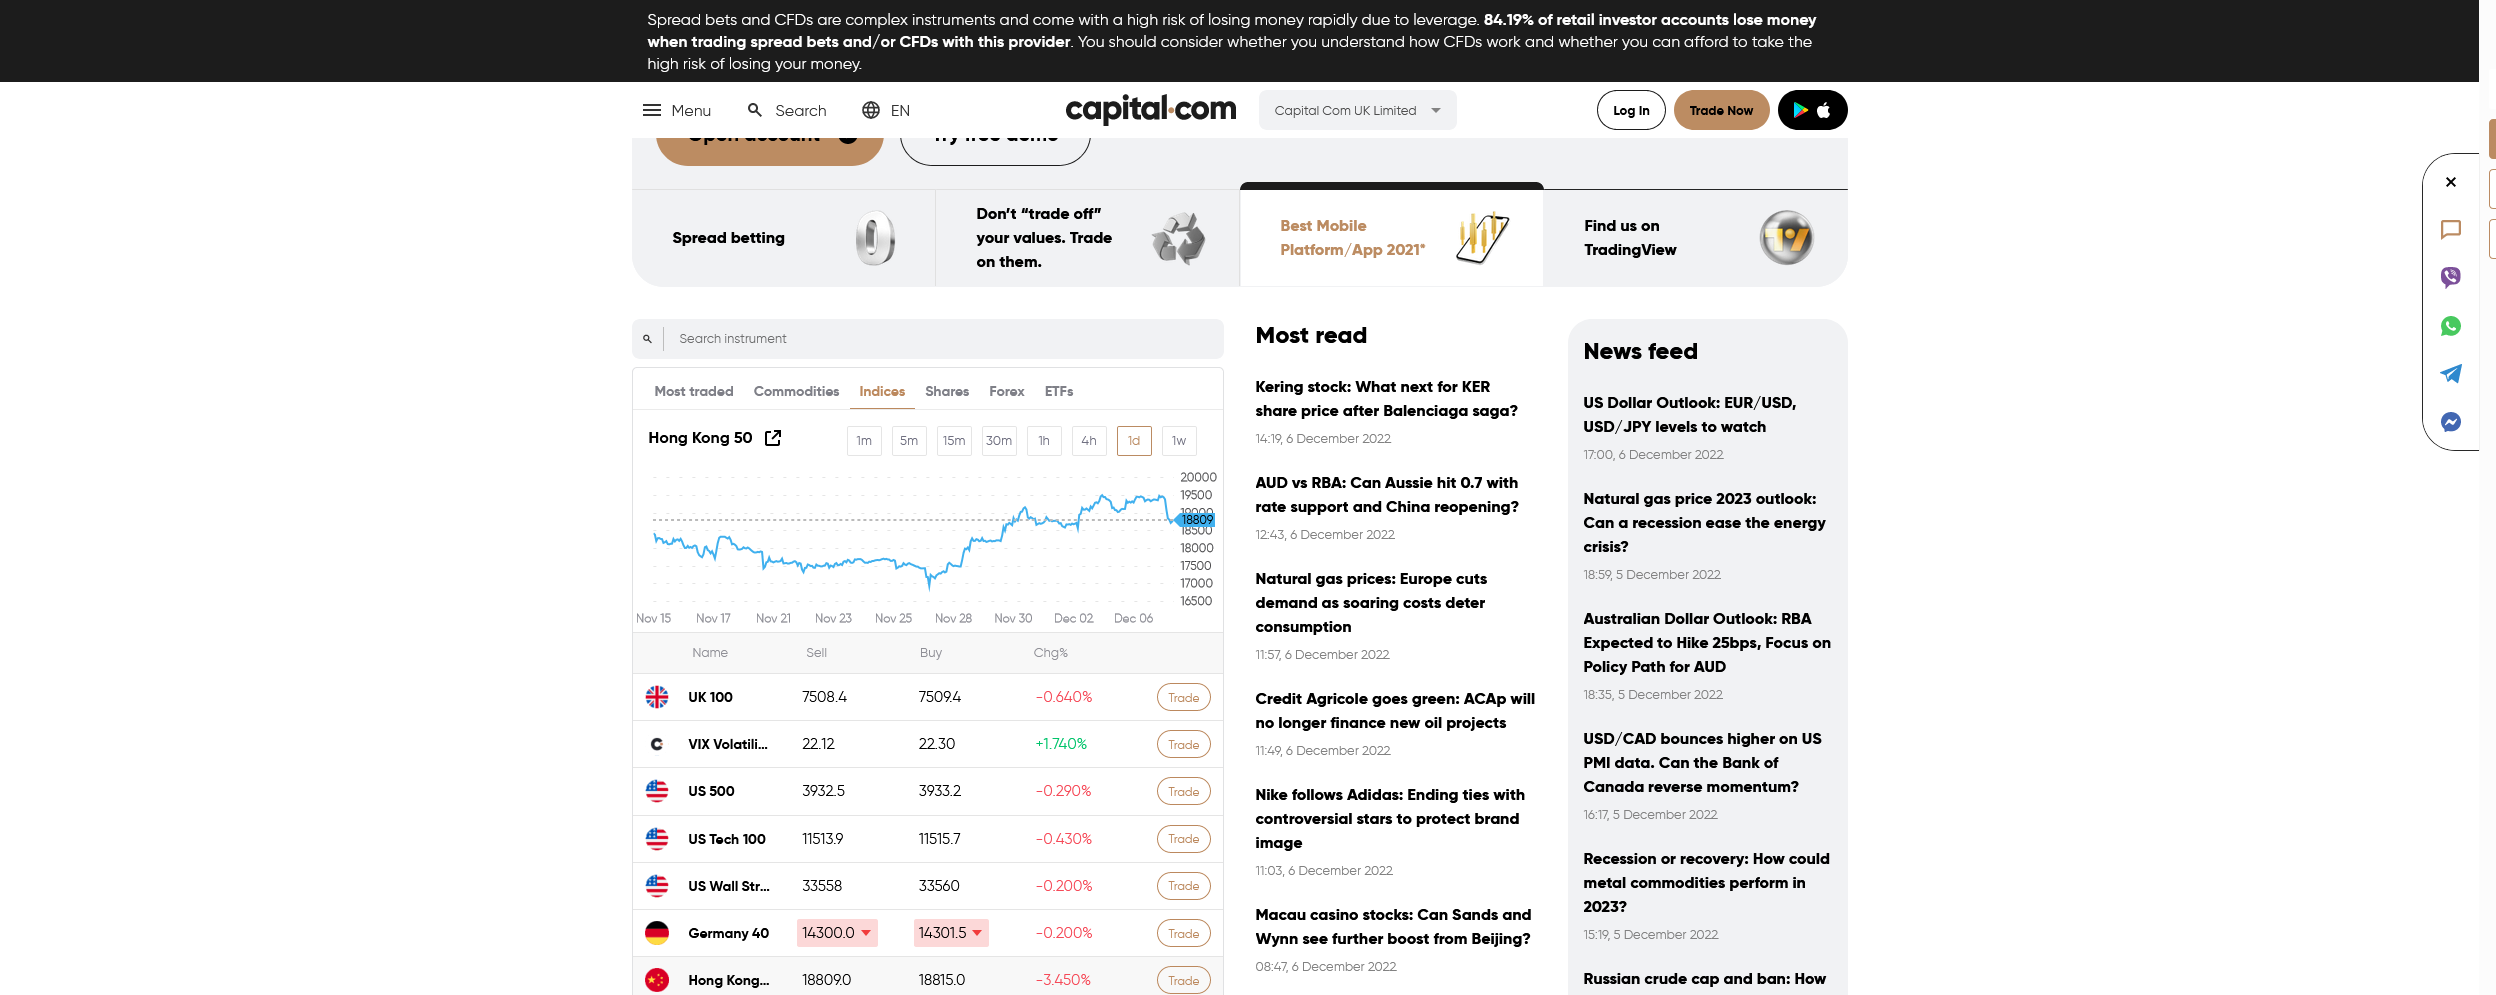 Spread bets and CFDs are complex instruments and come with a high risk of losing money rapidly due to leverage. 84.19% of retail investor accounts lose money
when trading spread bets and/or CFDs with this provider. You should consider whether you understand how CFDs work and whether you can afford to take the
high risk of losing your money.
Menu
Search
EN
capital.com
Capital Com UK Limited
Log In
Trade Now
Open account
Try free demo
Spread betting
Don't “trade off”
your values. Trade
on them.
Best Mobile
Platform/App 2021*
Find us on
TradingView
Search instrument
Most traded Commodities Indices Shares Forex ETFs
Hong Kong 50
1m 5m 15m 30m 1h 4h 1d 1w
20000
19500
19000
18809
18500
18000
17500
17000
16500
Nov 15 Nov 17 Nov 21 Nov 23 Nov 25 Nov 28 Nov 30 Dec 02 Dec 06
Name Sell Buy Chg%
UK 100 7508.4 7509.4 -0.640% Trade
VIX Volatili... 22.12 22.30 +1.740% Trade
US 500 3932.5 3933.2 -0.290% Trade
US Tech 100 11513.9 11515.7 -0.430% Trade
US Wall Str... 33558 33560 -0.200% Trade
Germany 40 14300.0 14301.5 -0.200% Trade
Hong Kong... 18809.0 18815.0 -3.450% Trade
Most read
Kering stock: What next for KER
share price after Balenciaga saga?
14:19, 6 December 2022
AUD vs RBA: Can Aussie hit 0.7 with
rate support and China reopening?
12:43, 6 December 2022
Natural gas prices: Europe cuts
demand as soaring costs deter
consumption
11:57, 6 December 2022
Credit Agricole goes green: ACAp will
no longer finance new oil projects
11:49, 6 December 2022
Nike follows Adidas: Ending ties with
controversial stars to protect brand
image
11:03, 6 December 2022
Macau casino stocks: Can Sands and
Wynn see further boost from Beijing?
08:47, 6 December 2022
News feed
US Dollar Outlook: EUR/USD,
USD/JPY levels to watch
17:00, 6 December 2022
Natural gas price 2023 outlook:
Can a recession ease the energy
crisis?
18:59, 5 December 2022
Australian Dollar Outlook: RBA
Expected to Hike 25bps, Focus on
Policy Path for AUD
18:35, 5 December 2022
USD/CAD bounces higher on US
PMI data. Can the Bank of
Canada reverse momentum?
16:17, 5 December 2022
Recession or recovery: How could
metal commodities perform in
2023?
15:19, 5 December 2022
Russian crude cap and ban: How